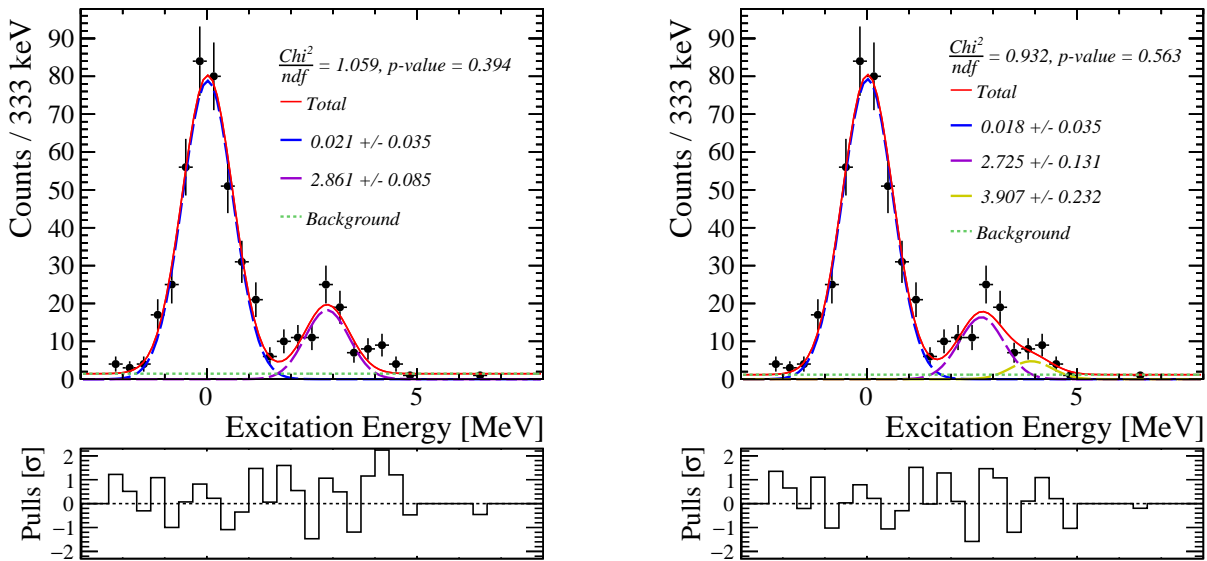 Counts / 333 keV
90
80
70
60
50
40
30
20
10
0
Chi² / ndf = 1.059, p-value = 0.394
Total
0.021 +/- 0.035
2.861 +/- 0.085
Background
0 5
Excitation Energy [MeV]
Pulls [σ]
2
1
0
−1
−2
Counts / 333 keV
90
80
70
60
50
40
30
20
10
0
Chi² / ndf = 0.932, p-value = 0.563
Total
0.018 +/- 0.035
2.725 +/- 0.131
3.907 +/- 0.232
Background
0 5
Excitation Energy [MeV]
Pulls [σ]
2
1
0
−1
−2